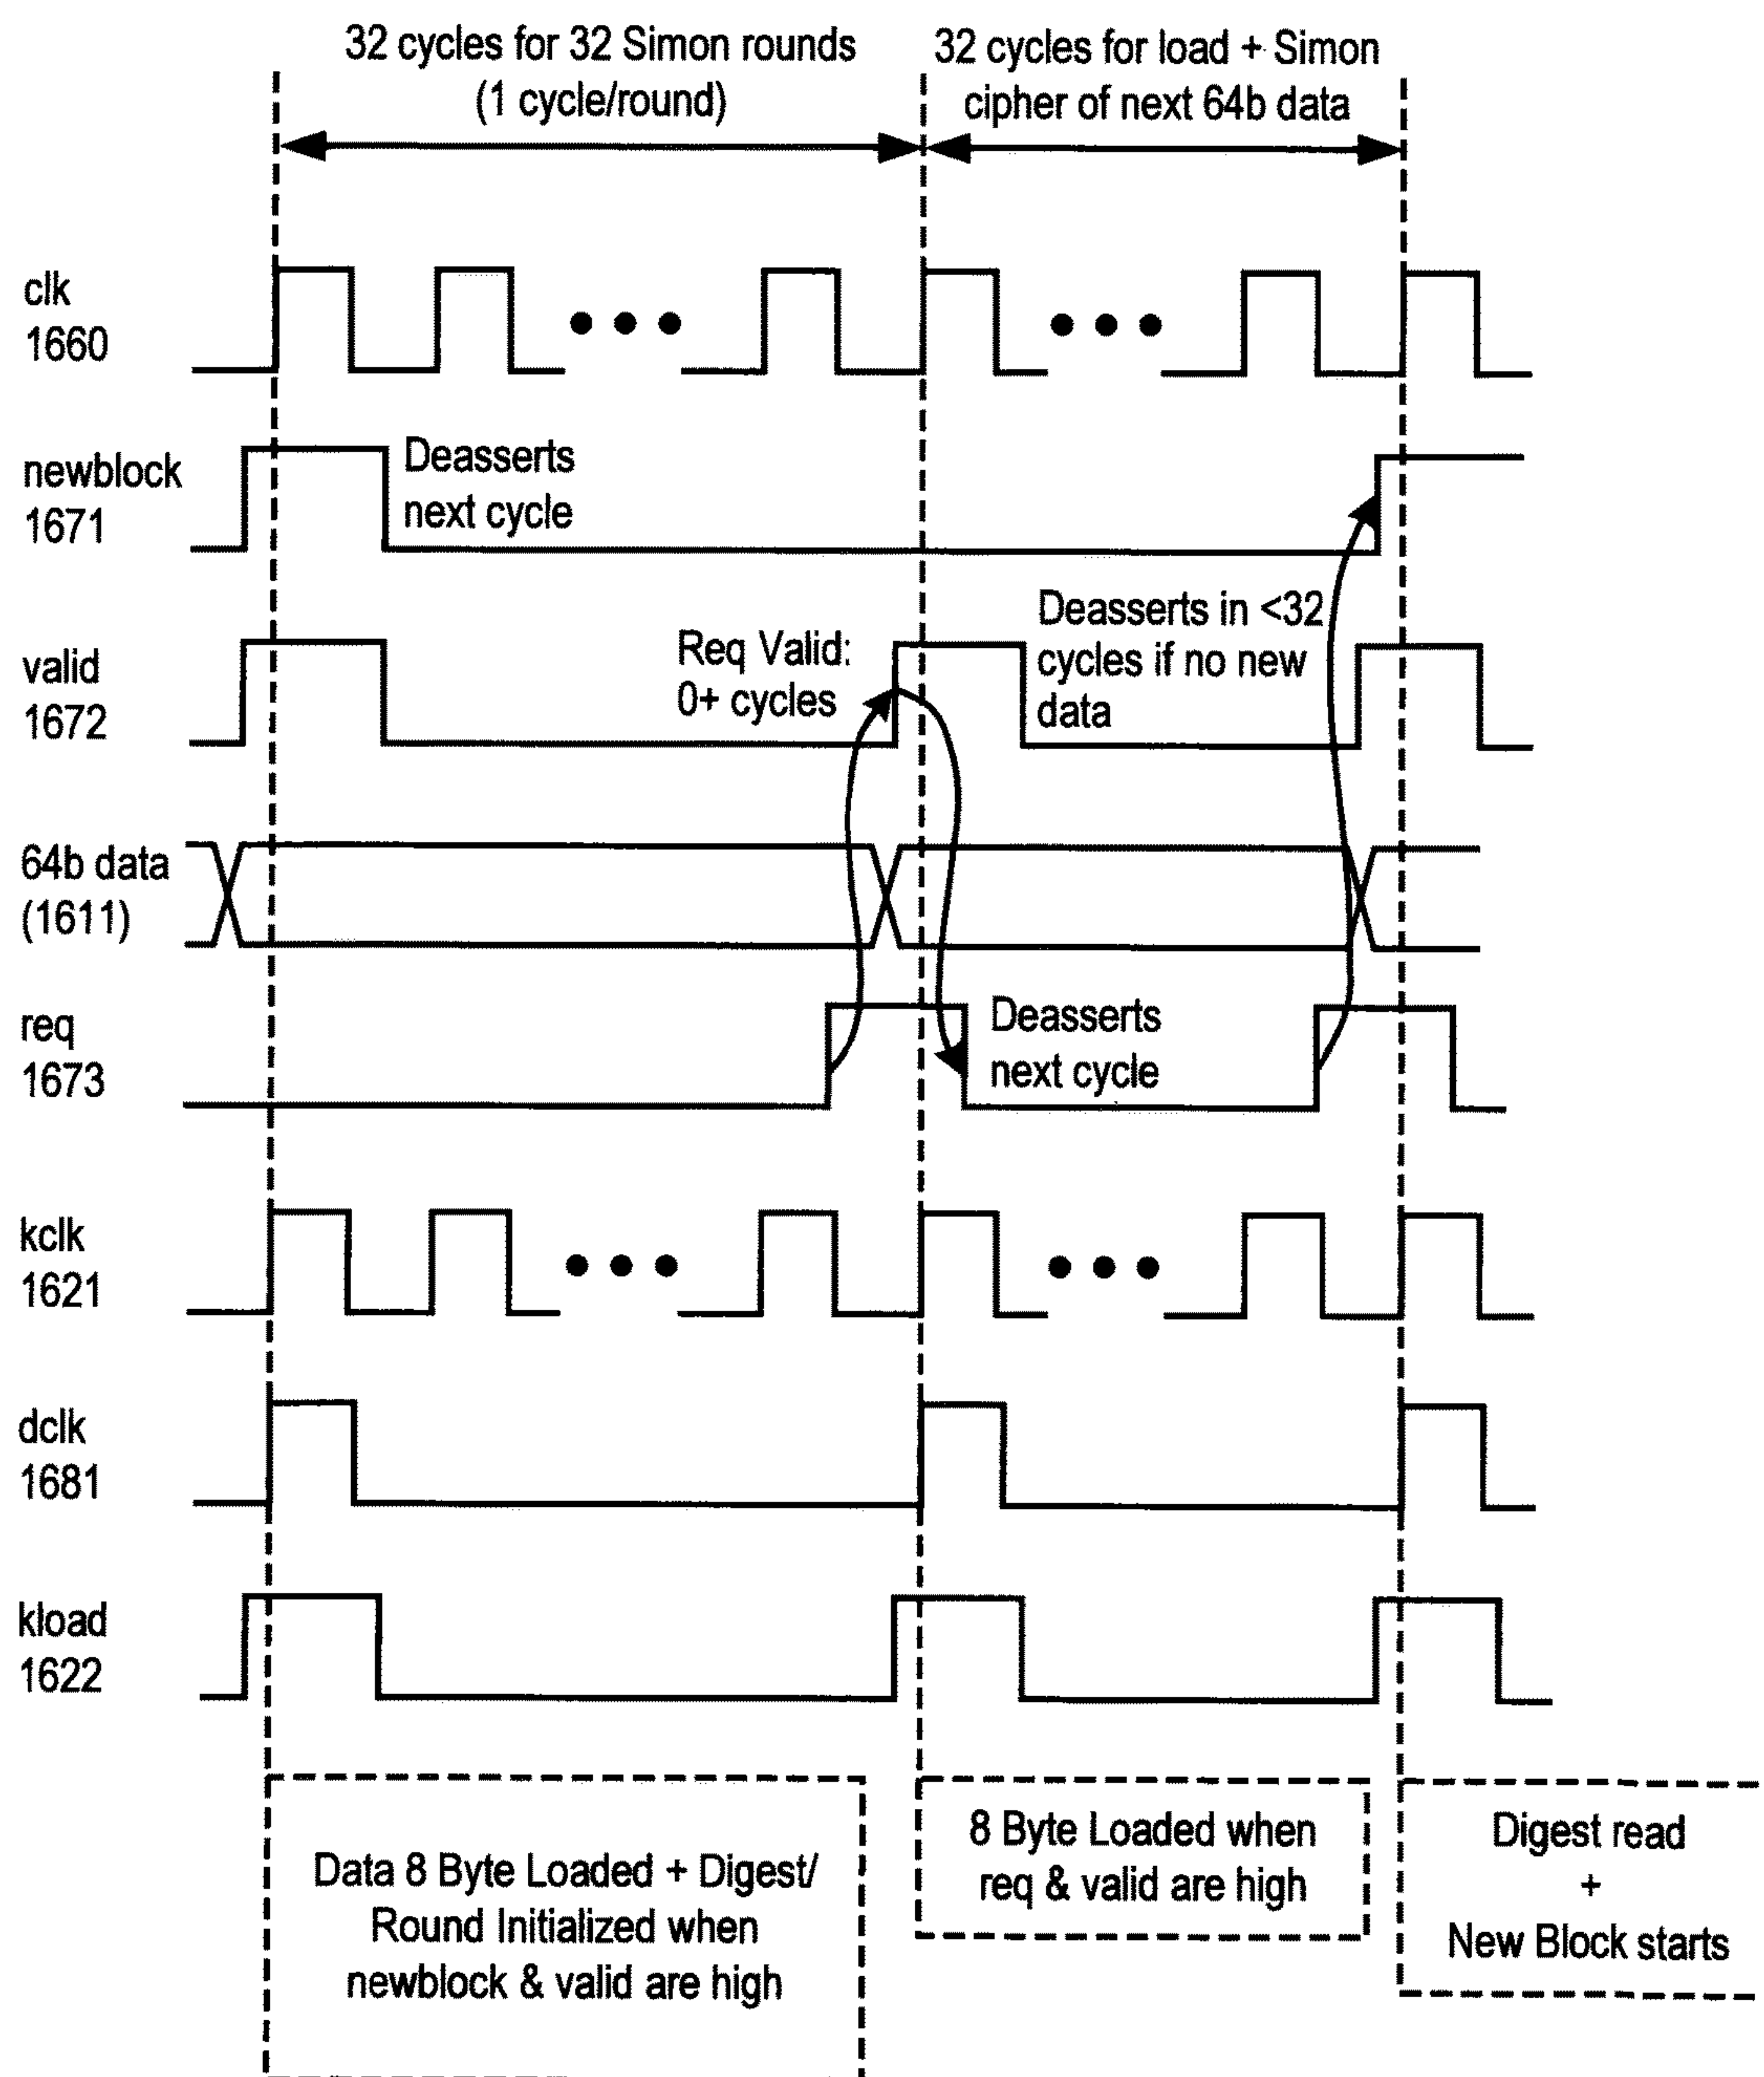 32 cycles for 32 Simon rounds
(1 cycle/round)
32 cycles for load + Simon
cipher of next 64b data
clk
1660
newblock
1671
Deasserts
next cycle
valid
1672
Req Valid:
0+ cycles
Deasserts in <32
cycles if no new
data
64b data
(1611)
req
1673
Deasserts
next cycle
kclk
1621
dclk
1681
kload
1622
Data 8 Byte Loaded + Digest/
Round Initialized when
newblock & valid are high
8 Byte Loaded when
req & valid are high
Digest read
+
New Block starts